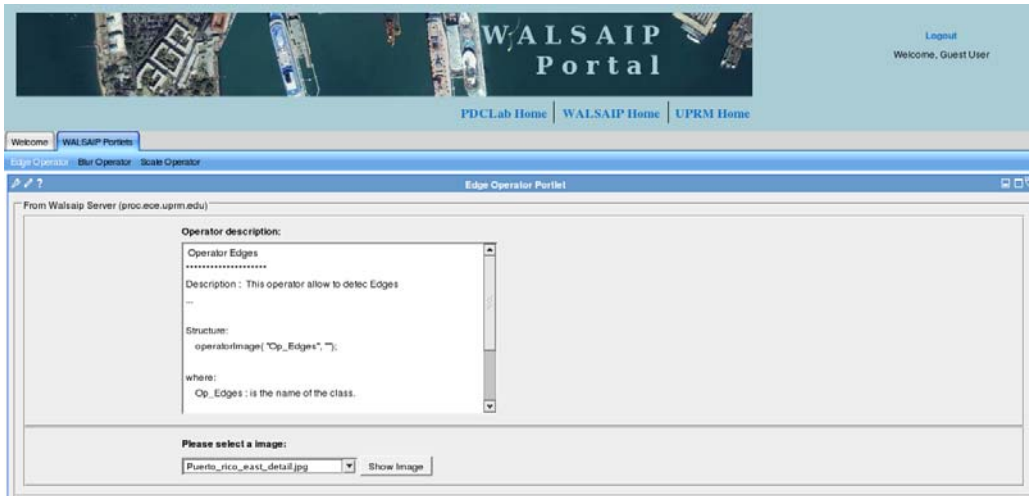 WALSAIP
Portal
Logout
Welcome, Guest User
PDCLab Home WALSAIP Home UPRM Home
Welcome WALSAIP Portlets
Edge Operator Blur Operator Scale Operator
?
Edge Operator Portlet
From Walsaip Server (proc.ece.uprm.edu)
Operator description:
Operator Edges
********************
Description : This operator allow to detec Edges
...
Structure:
operatorImage( "Op_Edges", "");
where:
Op_Edges : is the name of the class.
Please select a image:
Puerto_rico_east_detail.jpg Show Image